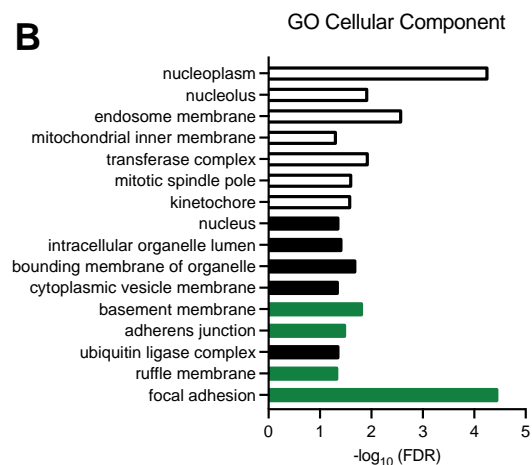 B
GO Cellular Component
nucleoplasm
nucleolus
endosome membrane
mitochondrial inner membrane
transferase complex
mitotic spindle pole
kinetochore
nucleus
intracellular organelle lumen
bounding membrane of organelle
cytoplasmic vesicle membrane
basement membrane
adherens junction
ubiquitin ligase complex
ruffle membrane
focal adhesion
0 1 2 3 4 5
-log10 (FDR)